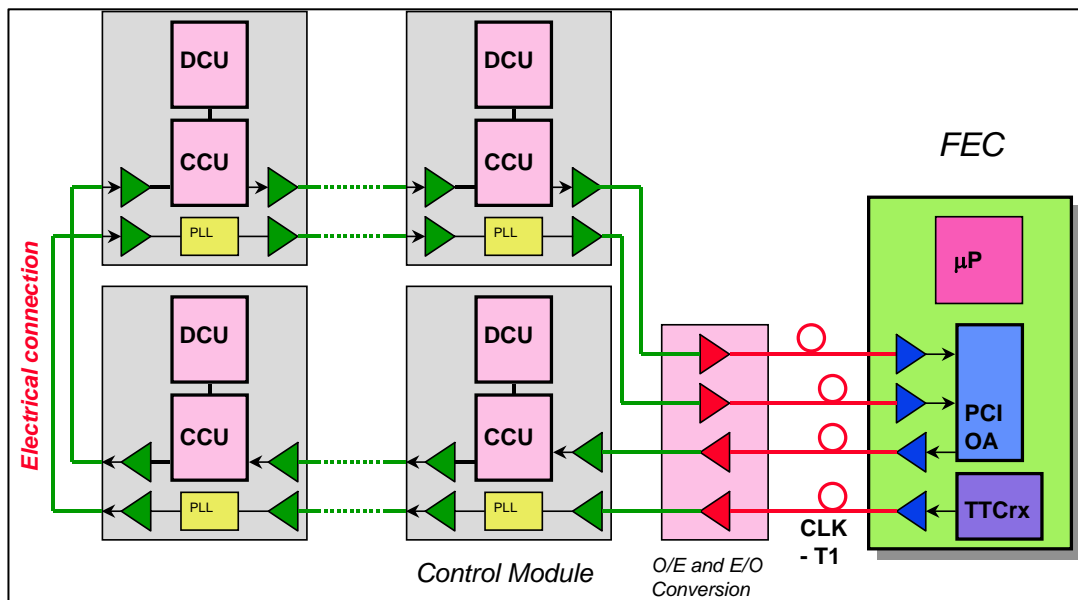 DCU
DCU
CCU
CCU
FEC
PLL
PLL
µP
Electrical connection
DCU
DCU
CCU
CCU
PCI
OA
PLL
PLL
TTCrx
CLK
- T1
Control Module
O/E and E/O
Conversion